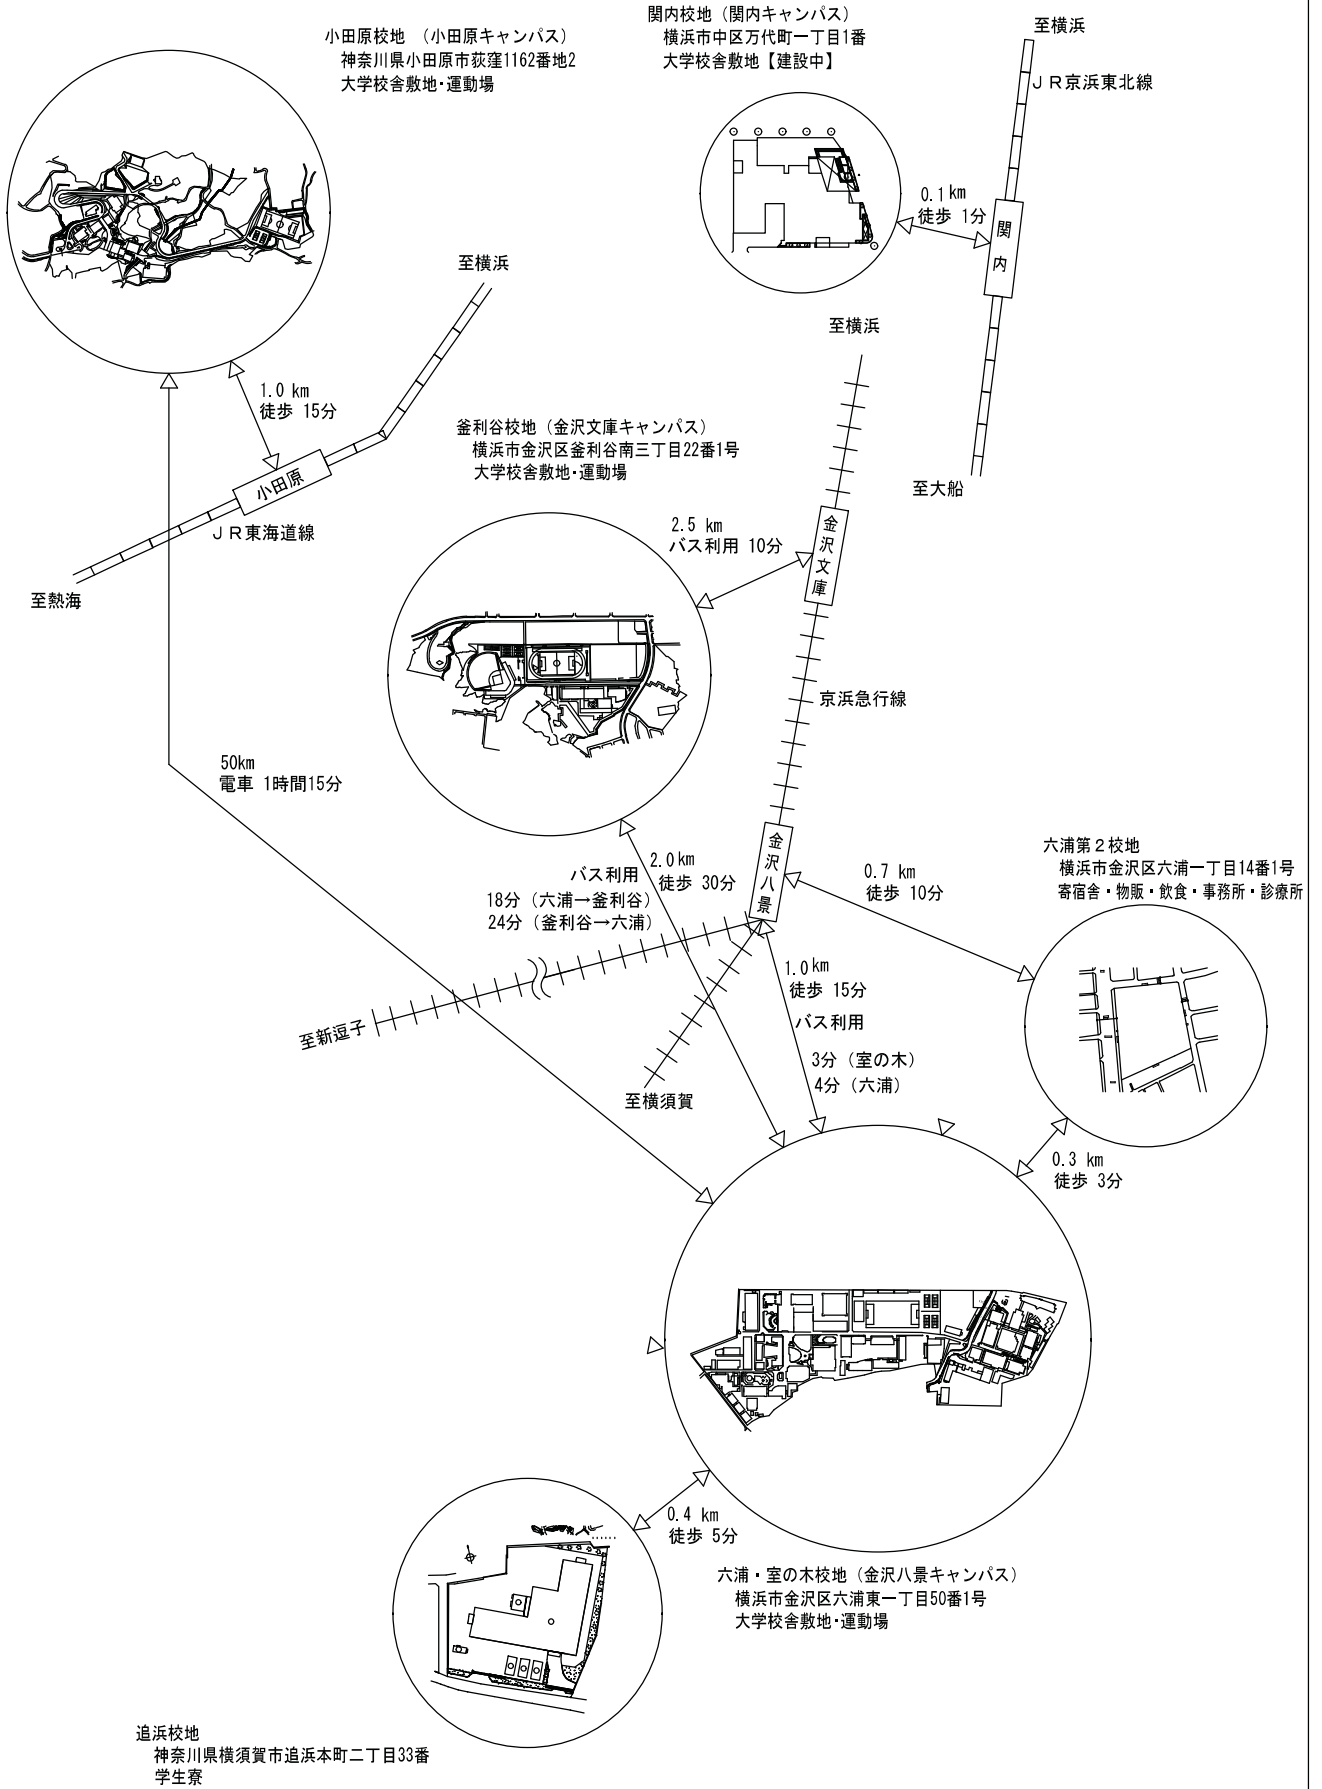 小田原校地 (小田原キャンパス)
神奈川県小田原市荻窪1162番地2
大学校舎敷地・運動場
関内校地 (関内キャンパス)
横浜市中区万代町一丁目1番
大学校舎敷地【建設中】
至横浜
JR京浜東北線
0.1 km
徒歩 1分
関内
至大船
至横浜
1.0 km
徒歩 15分
小田原
JR東海道線
至熱海
至横浜
釜利谷校地 (金沢文庫キャンパス)
横浜市金沢区釜利谷南三丁目22番1号
大学校舎敷地・運動場
2.5 km
バス利用 10分
金沢文庫
京浜急行線
50km
電車 1時間15分
金沢八景
2.0km
徒歩 30分
バス利用
18分 (六浦→釜利谷)
24分 (釜利谷→六浦)
0.7 km
徒歩 10分
六浦第2校地
横浜市金沢区六浦一丁目14番1号
寄宿舎・物販・飲食・事務所・診療所
至新逗子
至横須賀
1.0km
徒歩 15分
バス利用
3分 (室の木)
4分 (六浦)
0.3 km
徒歩 3分
0.4 km
徒歩 5分
六浦・室の木校地 (金沢八景キャンパス)
横浜市金沢区六浦東一丁目50番1号
大学校舎敷地・運動場
追浜校地
神奈川県横須賀市追浜本町二丁目33番
学生寮